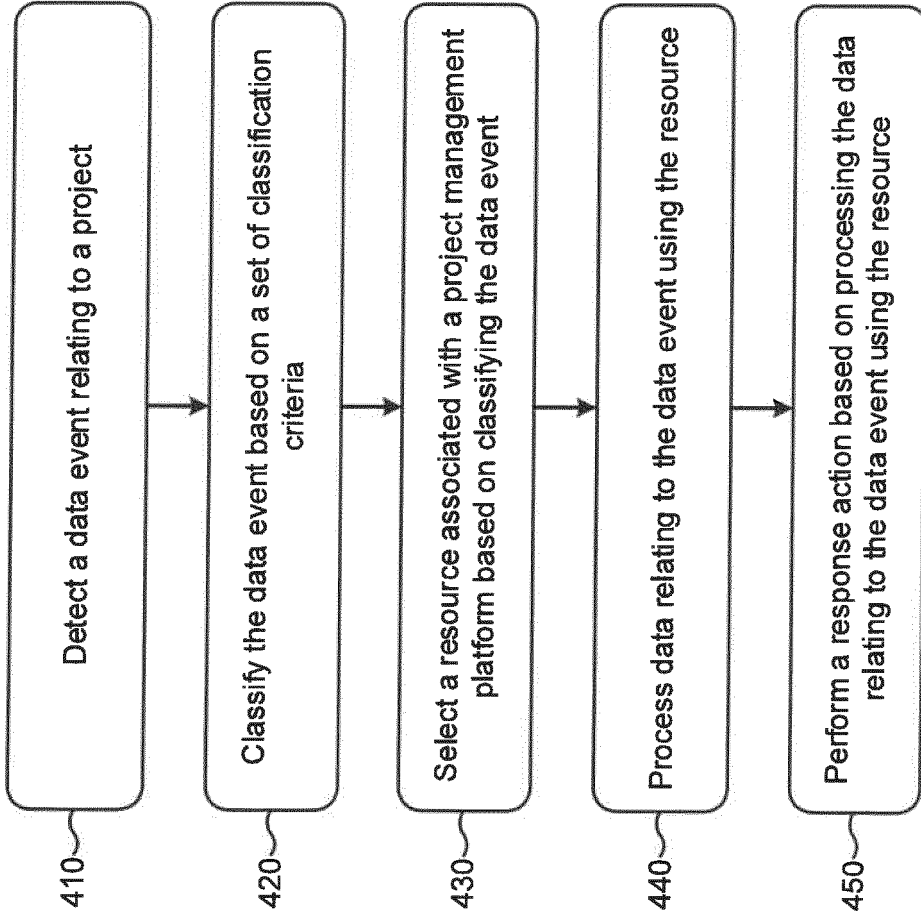 410
Detect a data event relating to a project
420
Classify the data event based on a set of classification
criteria
430
Select a resource associated with a project management
platform based on classifying the data event
440
Process data relating to the data event using the resource
450
Perform a response action based on processing the data
relating to the data event using the resource